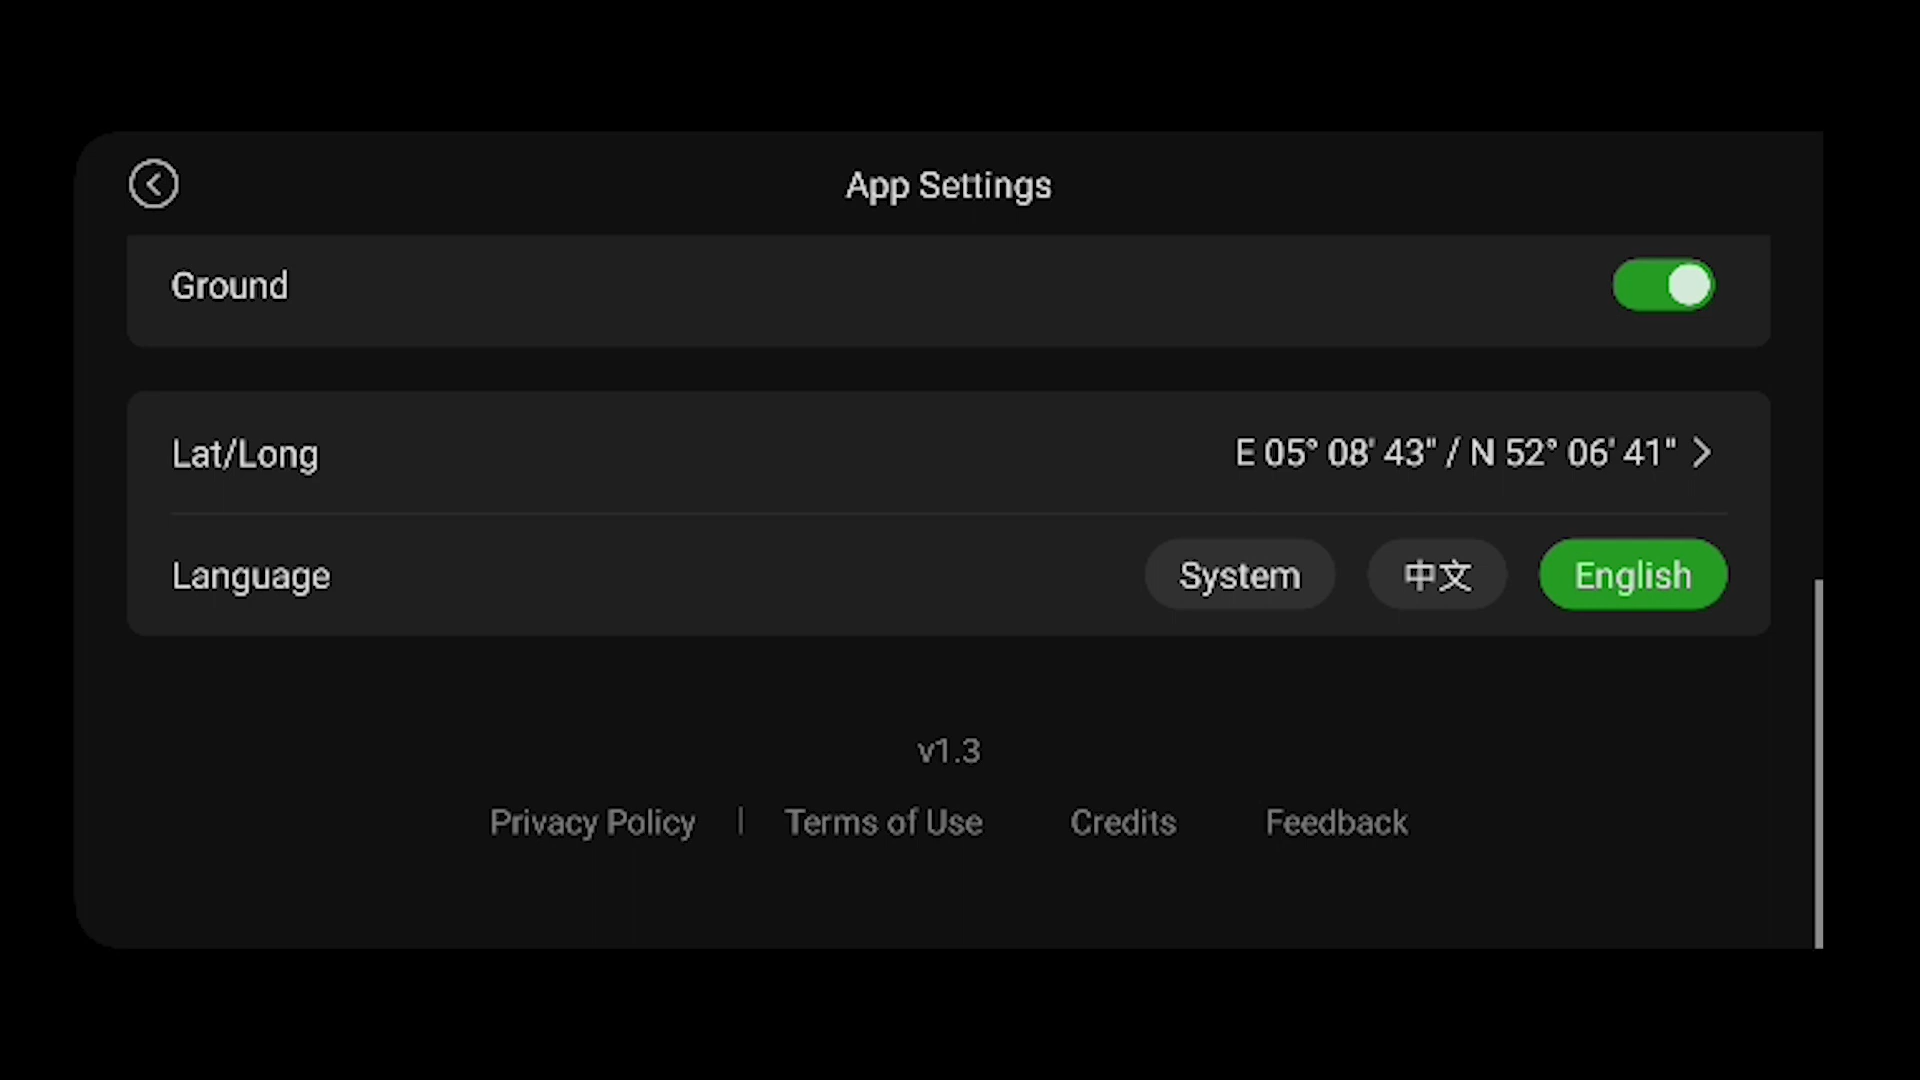 App Settings
Ground
Lat/Long E 05° 08' 43" / N 52° 06' 41"
Language System 中文 English
v1.3
Privacy Policy | Terms of Use Credits Feedback